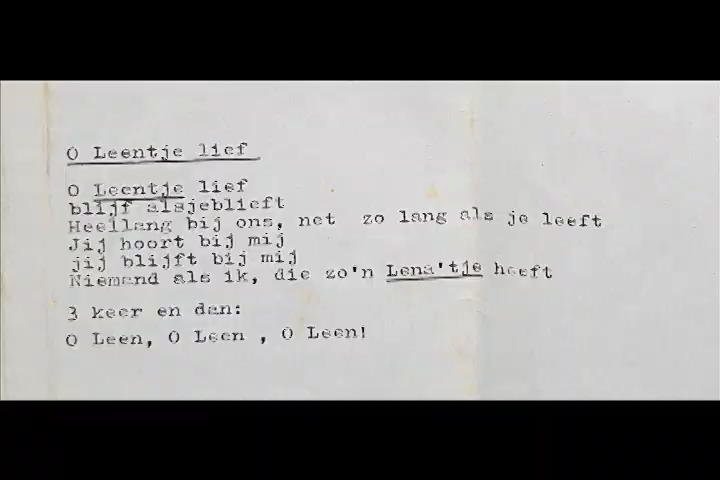 O Leentje lief
O Leentje lief
blijf alsjeblieft
Heellang bij ons, net zo lang als je leeft
Jij hoort bij mij
jij blijft bij mij
Niemand als ik, die zo'n Lena'tje heeft
3 keer en dan:
O Leen, O Leen , O Leen!